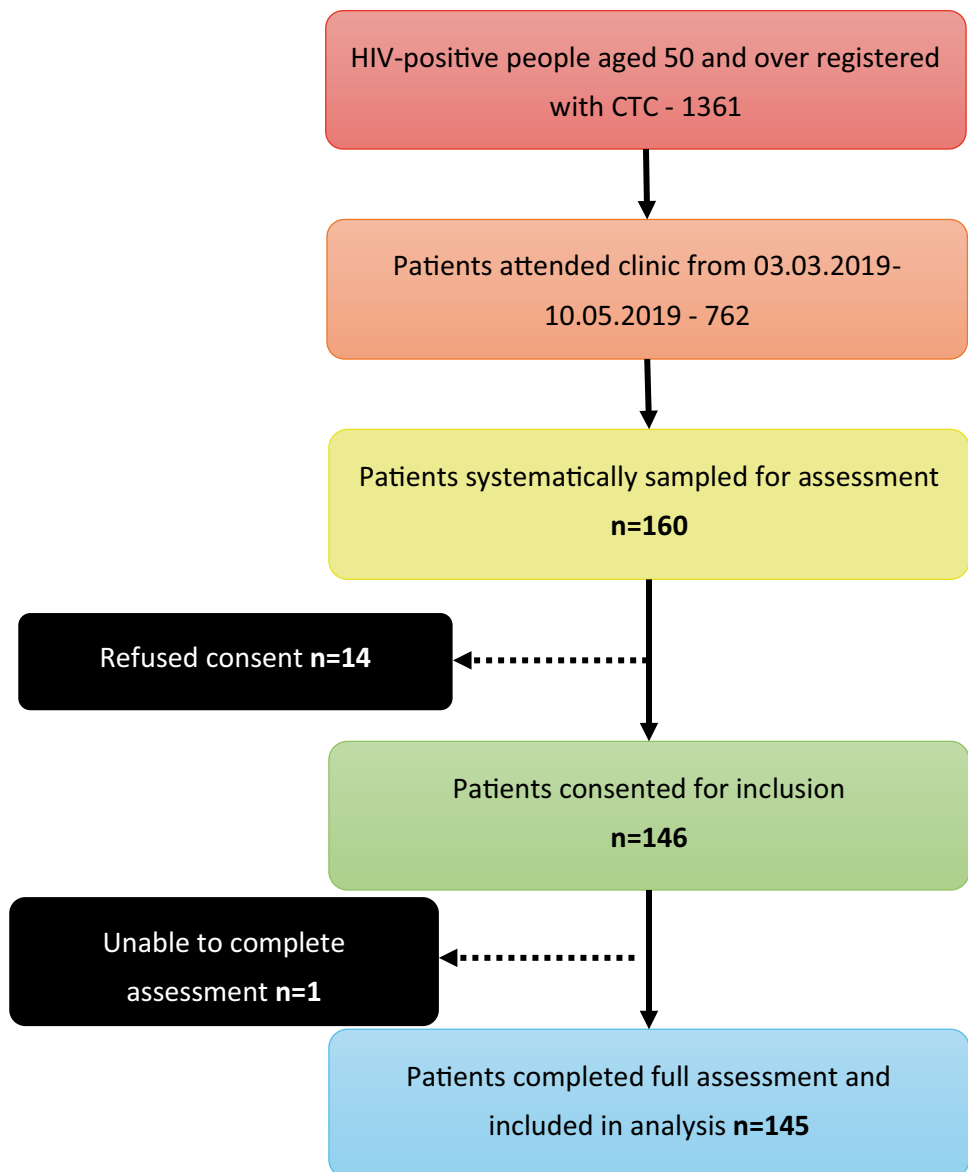 HIV-positive people aged 50 and over registered
with CTC - 1361
Patients attended clinic from 03.03.2019-
10.05.2019 - 762
Patients systematically sampled for assessment
n=160
Refused consent n=14
Patients consented for inclusion
n=146
Unable to complete
assessment n=1
Patients completed full assessment and
included in analysis n=145